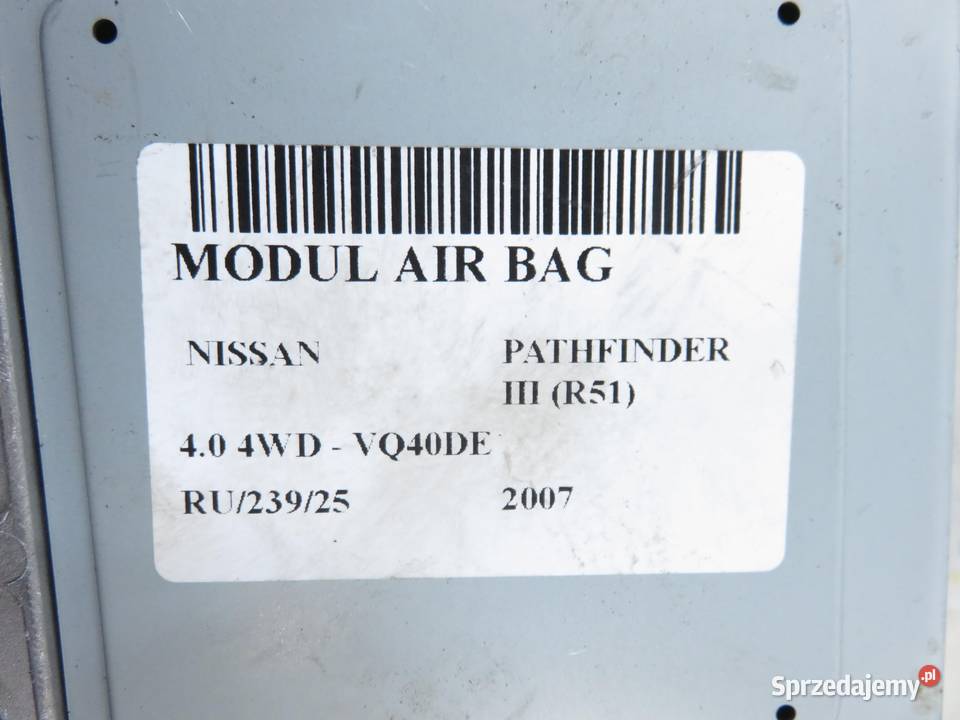 MODUL AIR BAG
NISSAN PATHFINDER
III (R51)
4.0 4WD - VQ40DE
RU/239/25 2007
Sprzedajemy.pl